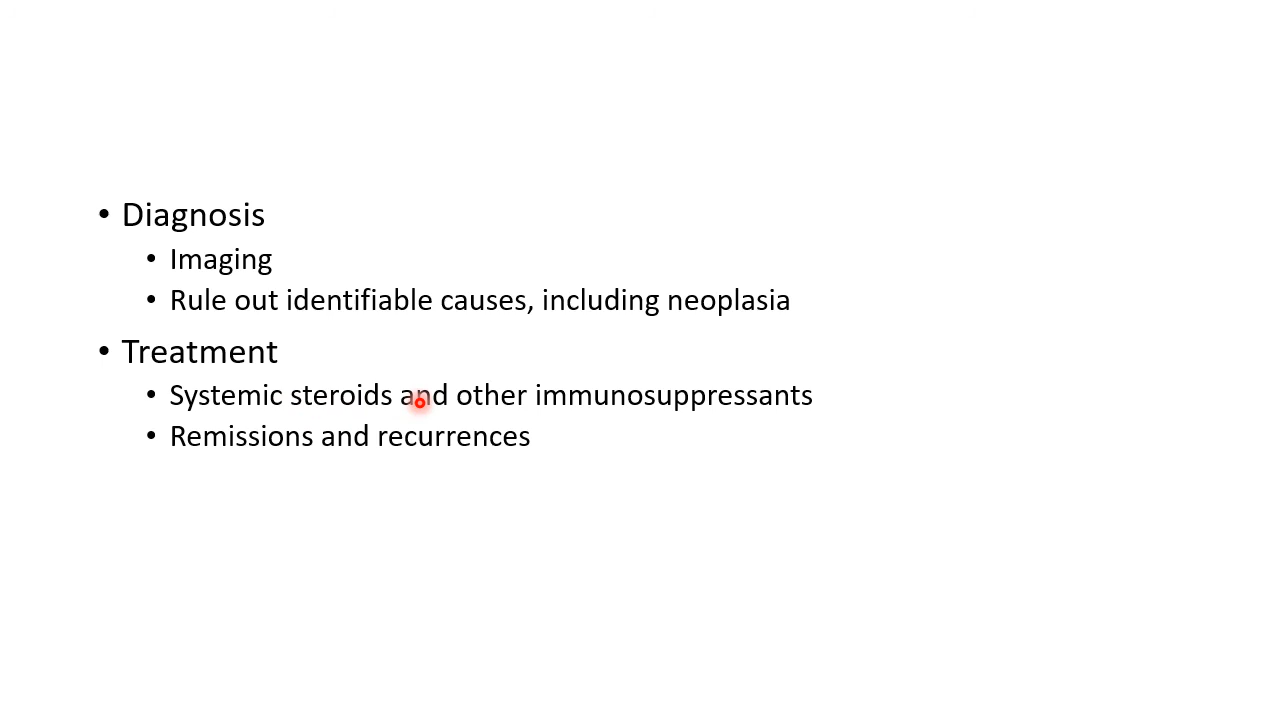 • Diagnosis
• Imaging
• Rule out identifiable causes, including neoplasia
• Treatment
• Systemic steroids and other immunosuppressants
• Remissions and recurrences